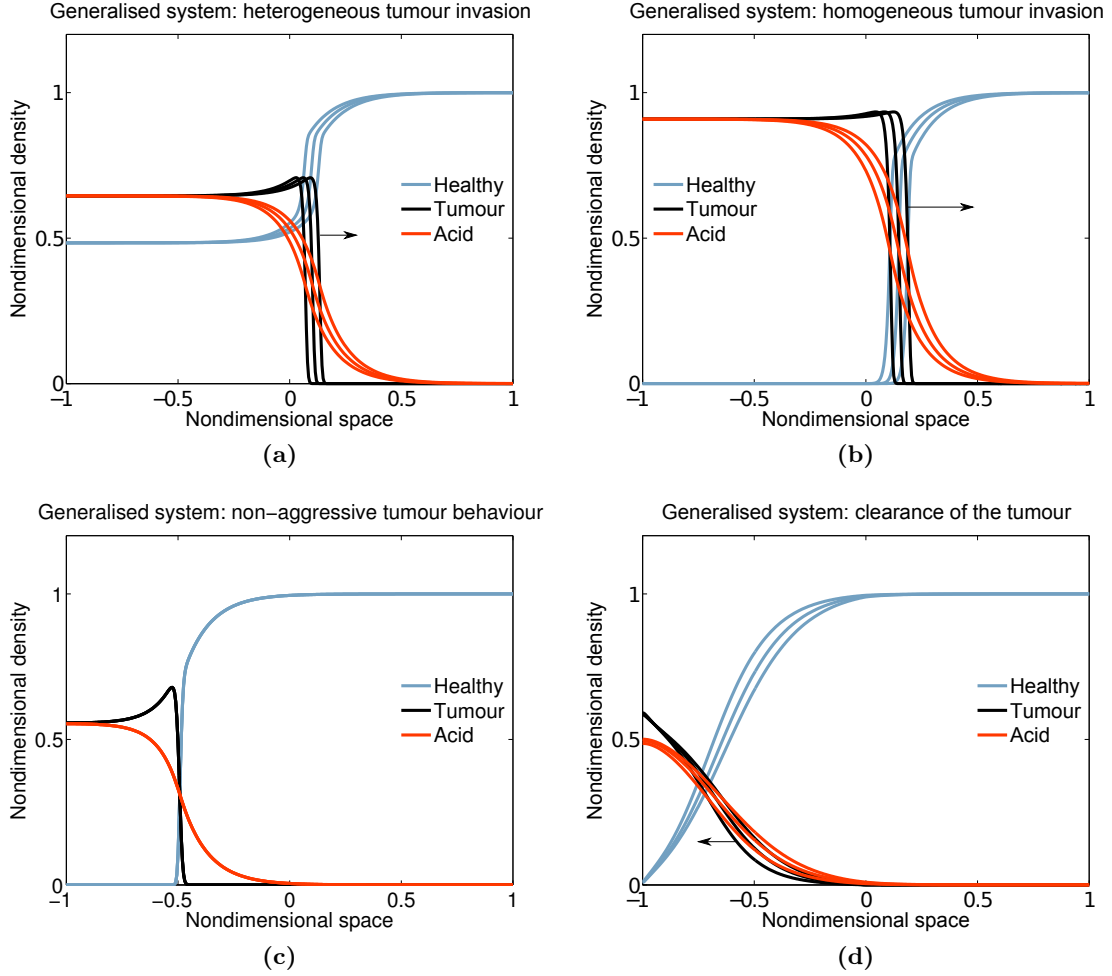 Generalised system: heterogeneous tumour invasion
Nondimensional density
1
0.5
0
Healthy
Tumour
Acid
−1
−0.5
0
0.5
1
Nondimensional space
(a)
Generalised system: homogeneous tumour invasion
Nondimensional density
1
0.5
0
Healthy
Tumour
Acid
−1
−0.5
0
0.5
1
Nondimensional space
(b)
Generalised system: non−aggressive tumour behaviour
Nondimensional density
1
0.5
0
Healthy
Tumour
Acid
−1
−0.5
0
0.5
1
Nondimensional space
(c)
Generalised system: clearance of the tumour
Nondimensional density
1
0.5
0
Healthy
Tumour
Acid
−1
−0.5
0
0.5
1
Nondimensional space
(d)